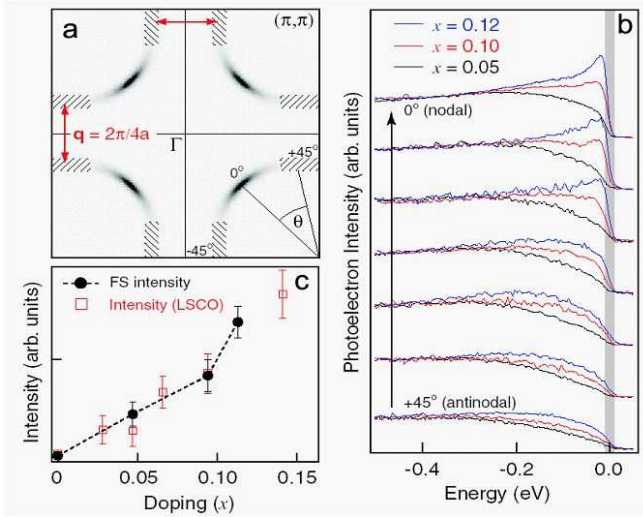 a
(π,π)
q = 2π/4a
Γ
0°
+45°
θ
-45°
b
x = 0.12
x = 0.10
x = 0.05
0° (nodal)
+45° (antinodal)
Photoelectron Intensity (arb. units)
-0.4
-0.2
0.0
Energy (eV)
c
FS intensity
Intensity (LSCO)
Intensity (arb. units)
0
0.05
0.10
0.15
Doping (x)